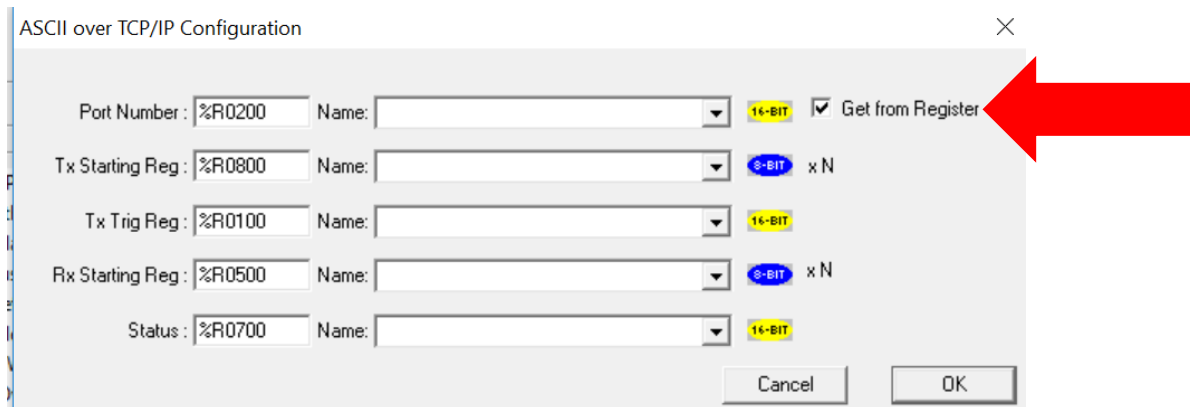 ASCII over TCP/IP Configuration
Port Number : %R0200 Name: 16-BIT Get from Register
Tx Starting Reg : %R0800 Name: 8-BIT x N
Tx Trig Reg : %R0100 Name: 16-BIT
Rx Starting Reg : %R0500 Name: 8-BIT x N
Status : %R0700 Name: 16-BIT
Cancel OK